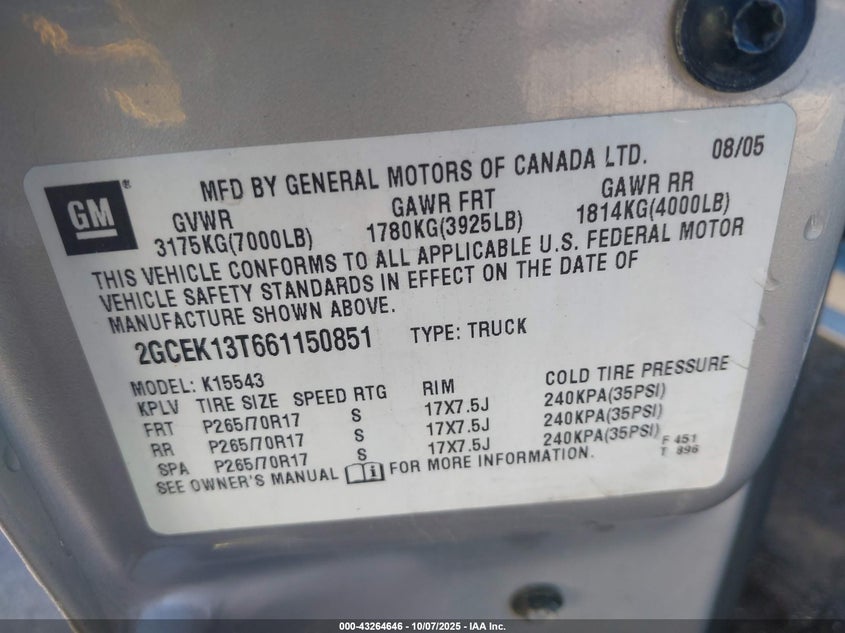 MFD BY GENERAL MOTORS OF CANADA LTD. 08/05
GM®
GVWR GAWR FRT GAWR RR
3175KG(7000LB) 1780KG(3925LB) 1814KG(4000LB)
THIS VEHICLE CONFORMS TO ALL APPLICABLE U.S. FEDERAL MOTOR
VEHICLE SAFETY STANDARDS IN EFFECT ON THE DATE OF
MANUFACTURE SHOWN ABOVE.
2GCEK13T661150851 TYPE: TRUCK
MODEL: K15543
KPLV TIRE SIZE SPEED RTG RIM COLD TIRE PRESSURE
FRT P265/70R17 S 17X7.5J 240KPA(35PSI)
RR P265/70R17 S 17X7.5J 240KPA(35PSI)
SPA P265/70R17 S 17X7.5J 240KPA(35PSI)
F 451
T 896
SEE OWNER'S MANUAL FOR MORE INFORMATION.
000-43264646 - 10/07/2025 - IAA Inc.